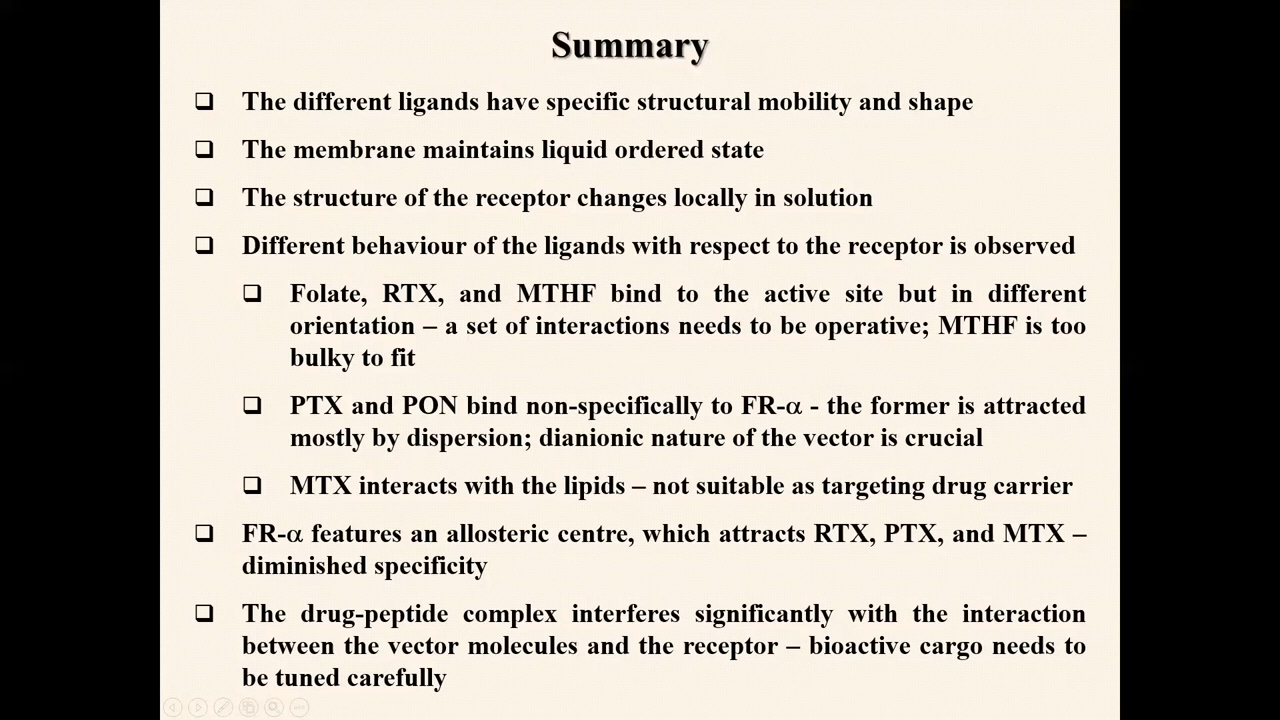 Summary
❑ The different ligands have specific structural mobility and shape
❑ The membrane maintains liquid ordered state
❑ The structure of the receptor changes locally in solution
❑ Different behaviour of the ligands with respect to the receptor is observed
❑ Folate, RTX, and MTHF bind to the active site but in different
orientation – a set of interactions needs to be operative; MTHF is too
bulky to fit
❑ PTX and PON bind non-specifically to FR-α - the former is attracted
mostly by dispersion; dianionic nature of the vector is crucial
❑ MTX interacts with the lipids – not suitable as targeting drug carrier
❑ FR-α features an allosteric centre, which attracts RTX, PTX, and MTX –
diminished specificity
❑ The drug-peptide complex interferes significantly with the interaction
between the vector molecules and the receptor – bioactive cargo needs to
be tuned carefully